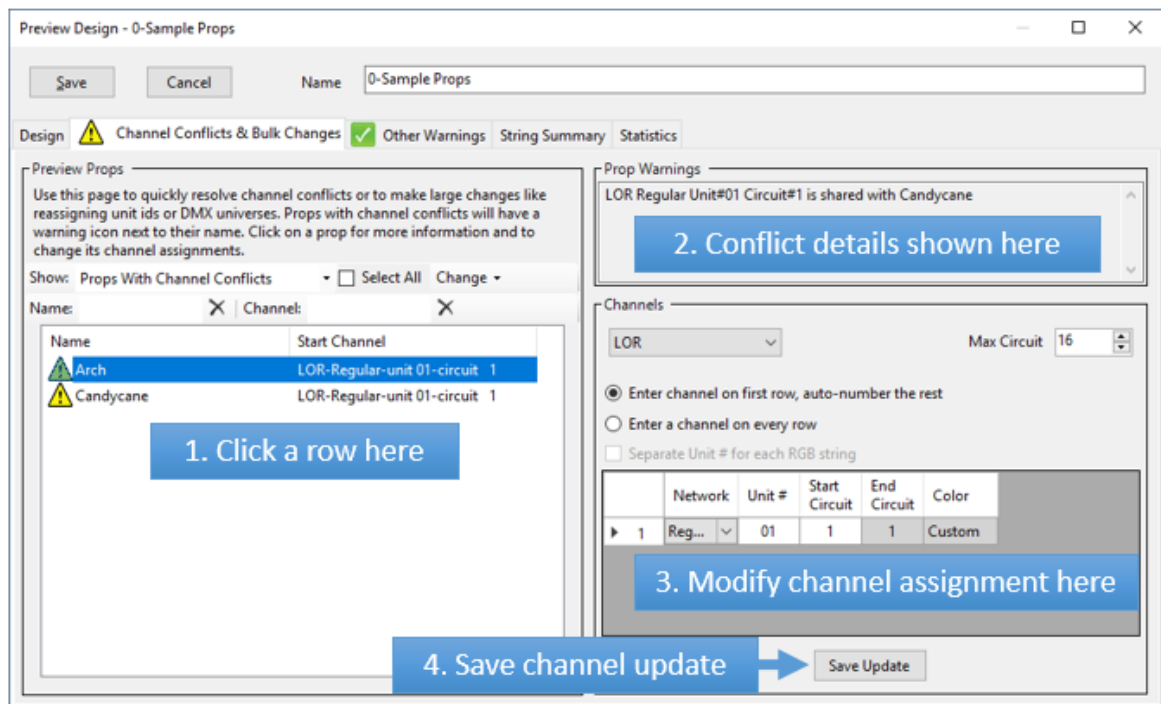 Preview Design - 0-Sample Props
Save
Cancel
Name
0-Sample Props
Design
Channel Conflicts & Bulk Changes
Other Warnings
String Summary
Statistics
Preview Props
Use this page to quickly resolve channel conflicts or to make large changes like
reassigning unit ids or DMX universes. Props with channel conflicts will have a
warning icon next to their name. Click on a prop for more information and to
change its channel assignments.
Show: Props With Channel Conflicts
Select All
Change
Name:
Channel:
Name
Start Channel
Arch
LOR-Regular-unit 01-circuit 1
Candycane
LOR-Regular-unit 01-circuit 1
1. Click a row here
Prop Warnings
LOR Regular Unit#01 Circuit#1 is shared with Candycane
2. Conflict details shown here
Channels
LOR
Max Circuit 16
Enter channel on first row, auto-number the rest
Enter a channel on every row
Separate Unit # for each RGB string
Network
Unit #
Start Circuit
End Circuit
Color
1
Reg...
01
1
1
Custom
3. Modify channel assignment here
4. Save channel update
Save Update